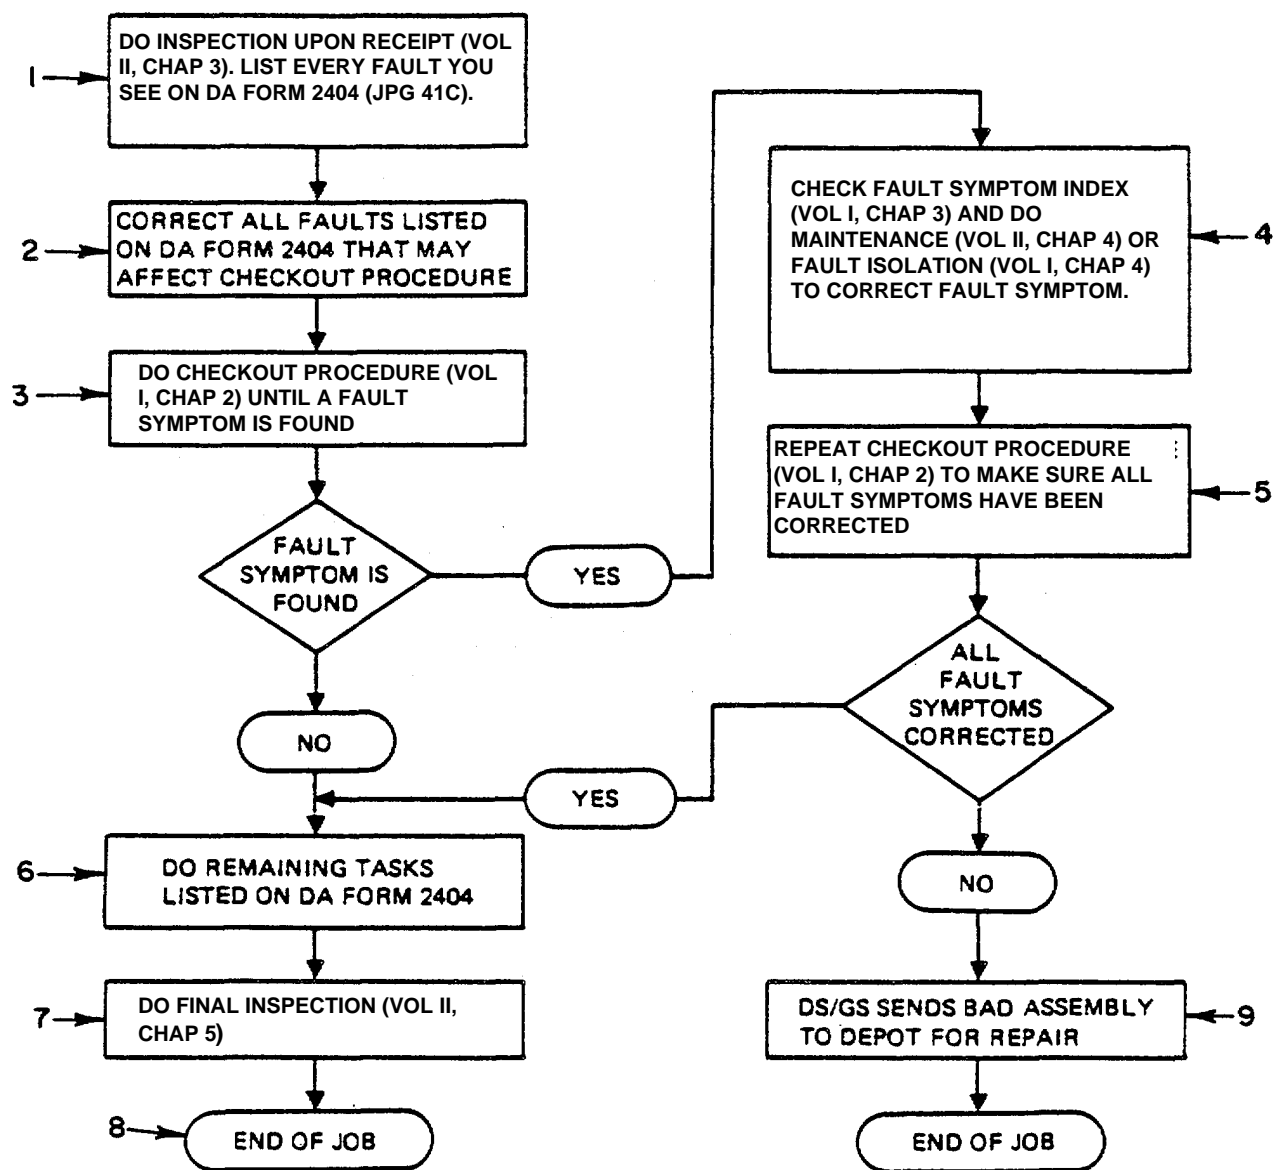 1
DO INSPECTION UPON RECEIPT (VOL
II, CHAP 3). LIST EVERY FAULT YOU
SEE ON DA FORM 2404 (JPG 41C).
2
CORRECT ALL FAULTS LISTED
ON DA FORM 2404 THAT MAY
AFFECT CHECKOUT PROCEDURE
3
DO CHECKOUT PROCEDURE (VOL
I, CHAP 2) UNTIL A FAULT
SYMPTOM IS FOUND
FAULT
SYMPTOM IS
FOUND
YES
NO
CHECK FAULT SYMPTOM INDEX
(VOL I, CHAP 3) AND DO
MAINTENANCE (VOL II, CHAP 4) OR
FAULT ISOLATION (VOL I, CHAP 4)
TO CORRECT FAULT SYMPTOM.
4
REPEAT CHECKOUT PROCEDURE
(VOL I, CHAP 2) TO MAKE SURE ALL
FAULT SYMPTOMS HAVE BEEN
CORRECTED
5
ALL
FAULT
SYMPTOMS
CORRECTED
YES
NO
6
DO REMAINING TASKS
LISTED ON DA FORM 2404
7
DO FINAL INSPECTION (VOL II,
CHAP 5)
8
END OF JOB
DS/GS SENDS BAD ASSEMBLY
TO DEPOT FOR REPAIR
9
END OF JOB